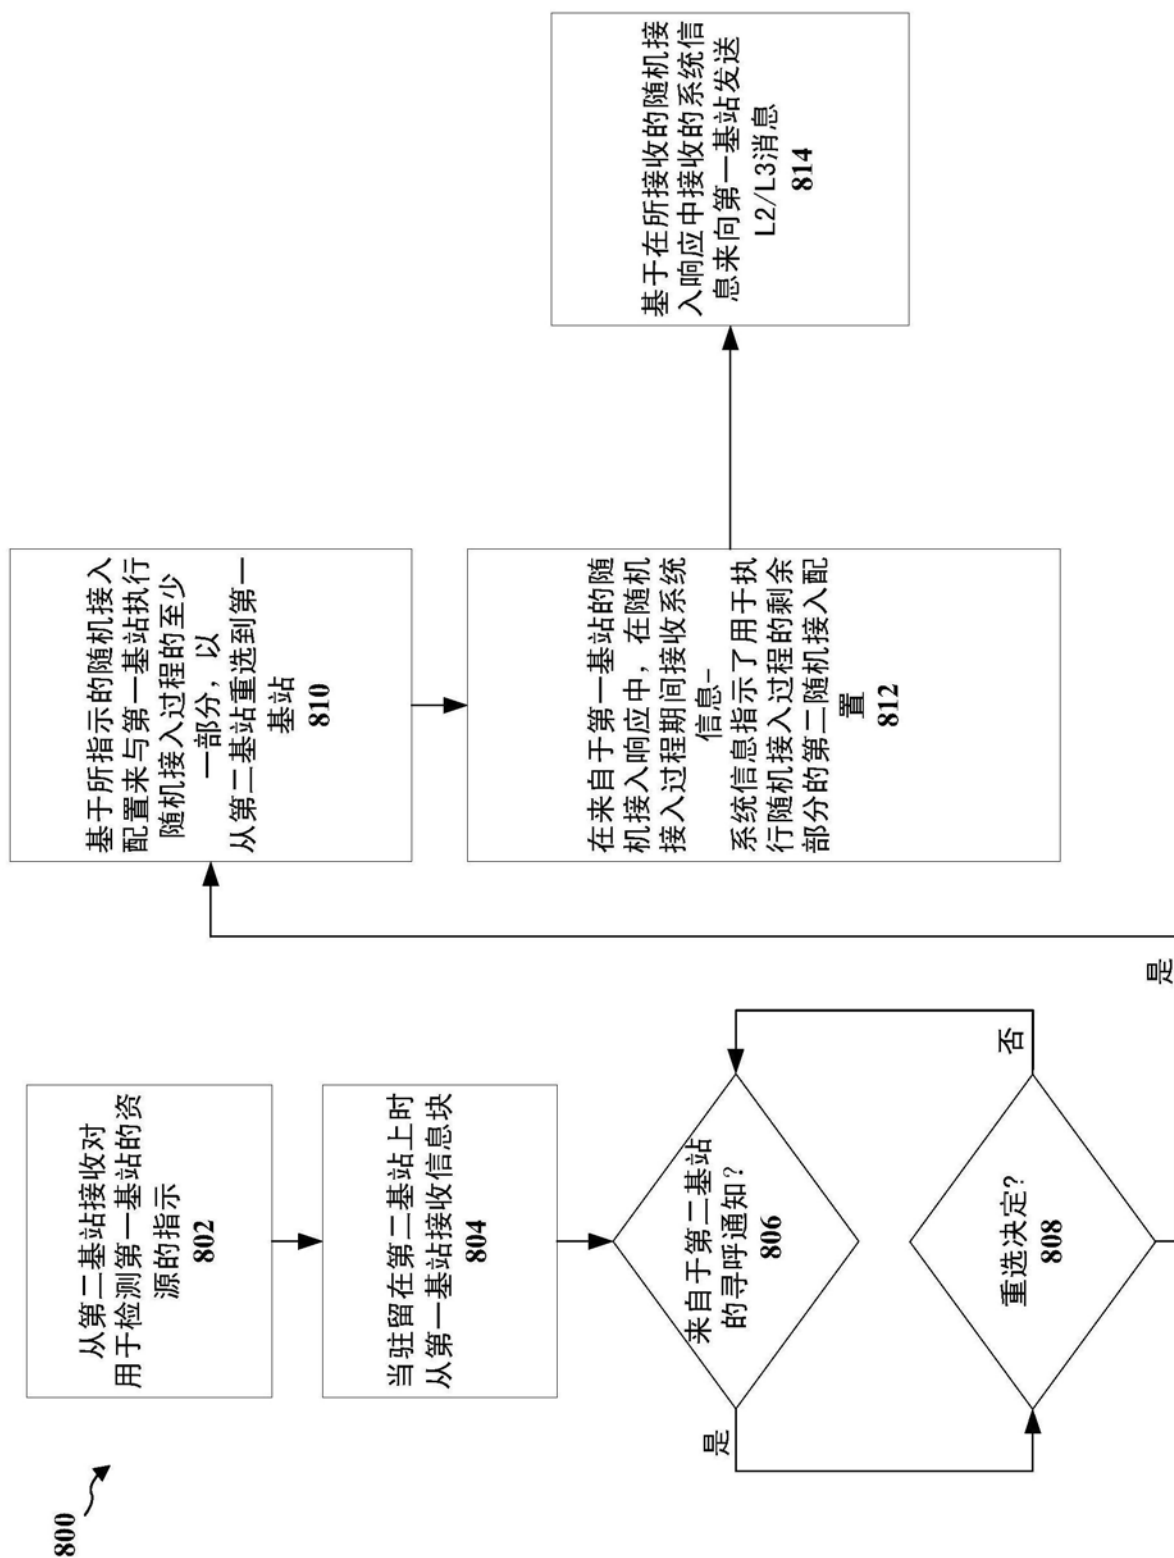 800
从第二基站接收对
用于检测第一基站的资
源的指示
802
当驻留在第二基站上时
从第一基站接收信息块
804
来自于第二基站
的寻呼通知?
806
是
否
重选决定?
808
是
基于所指示的随机接入
配置来与第一基站执行
随机接入过程的至少
一部分，以
从第二基站重选到第一
基站
810
在来自于第一基站的随
机接入响应中，在随机
接入过程期间接收系统
信息-
系统信息指示了用于执
行随机接入过程的剩余
部分的第二随机接入配
置
812
基于在所接收的随机接
入响应中接收的系统信
息来向第一基站发送
L2/L3消息
814